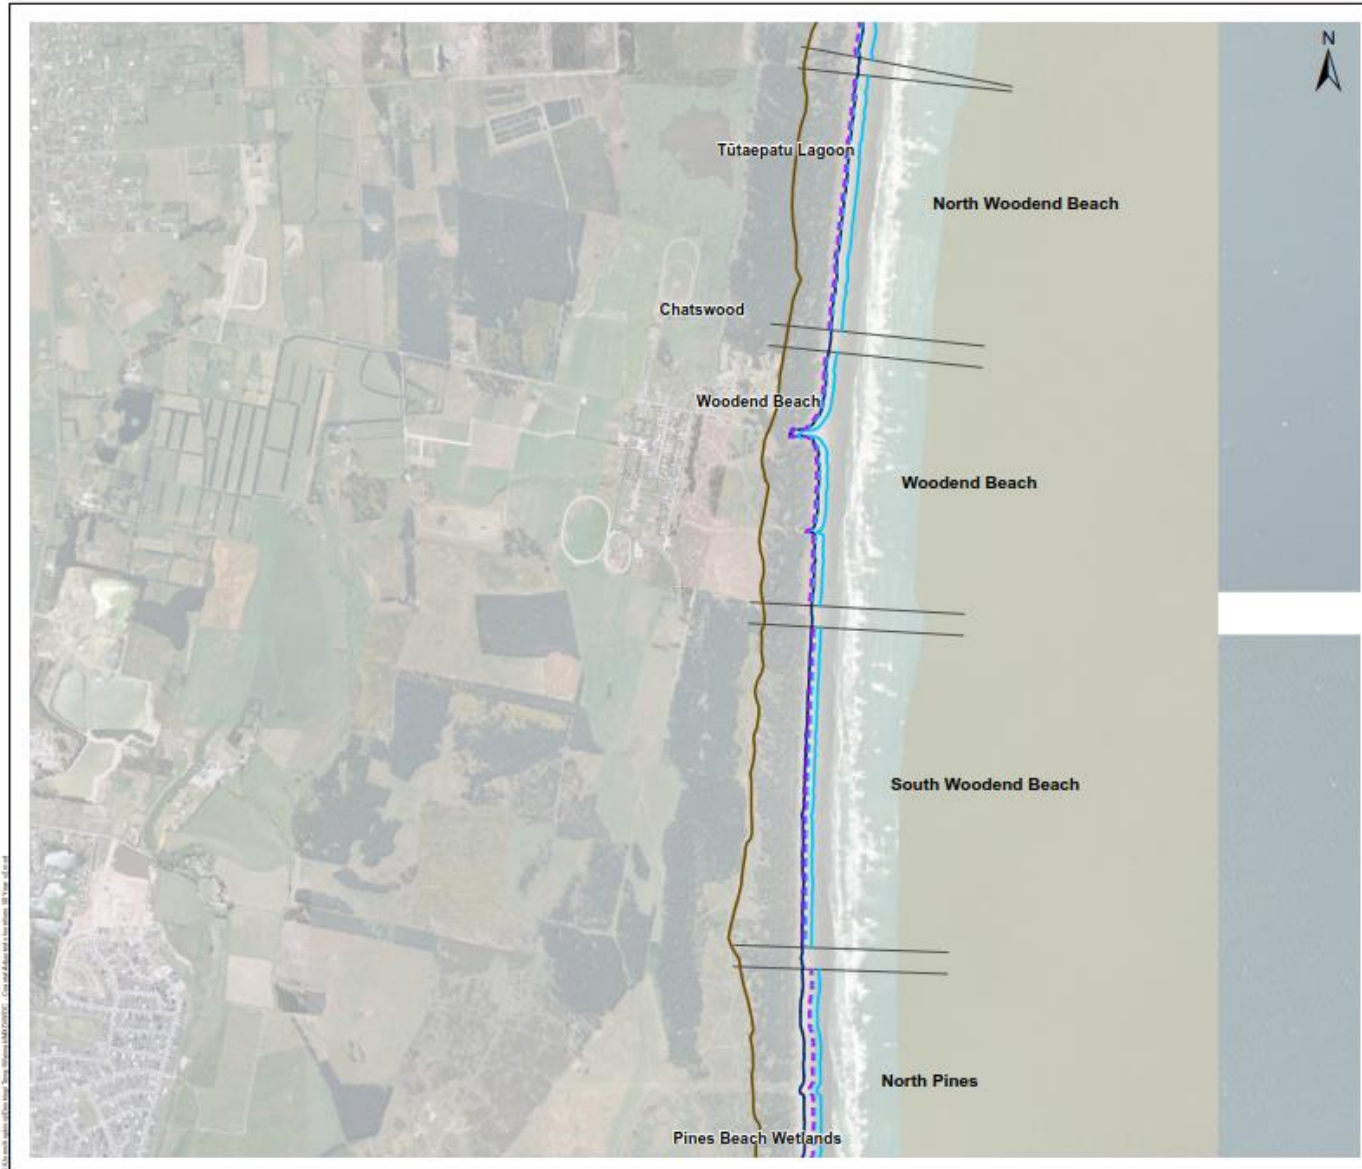 N
Tūtaepatu Lagoon
North Woodend Beach
Chatswood
Woodend Beach
Woodend Beach
South Woodend Beach
North Pines
Pines Beach Wetlands